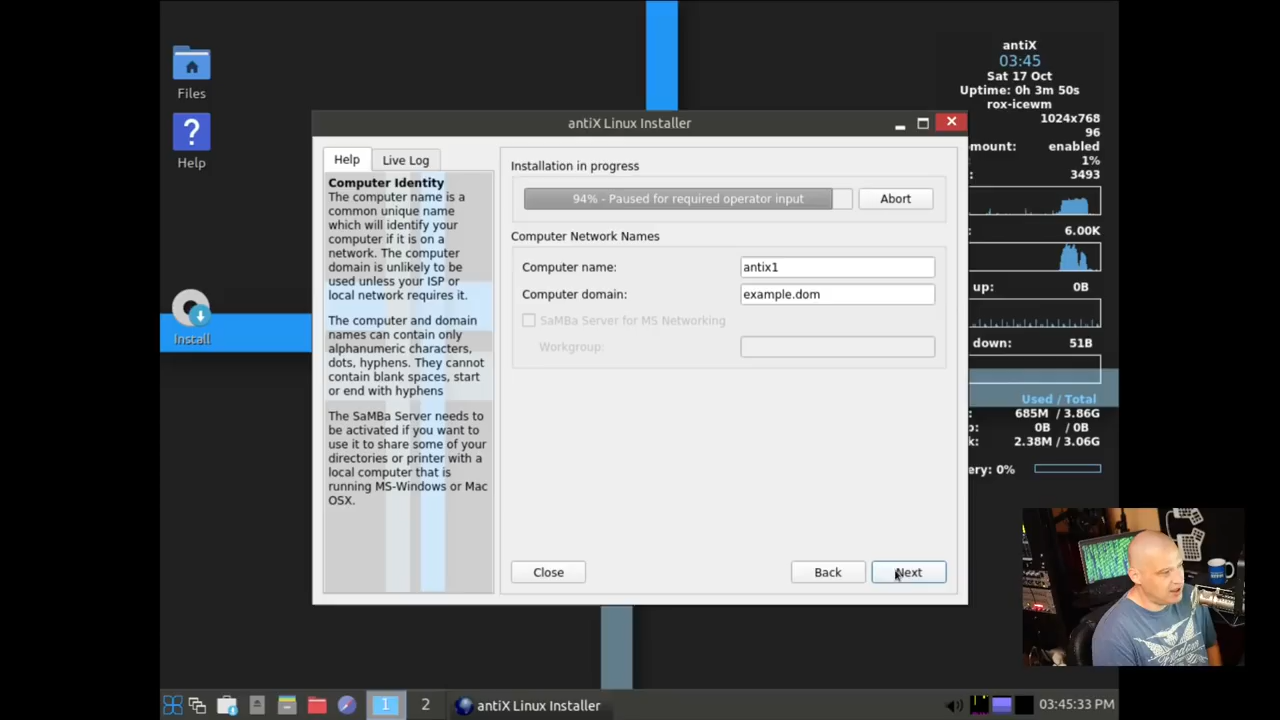 Files
Help
Install
antiX
03:45
Sat 17 Oct
Uptime: 0h 3m 50s
rox-icewm
1024x768
96
mount: enabled
1%
3493
6.00K
up: 0B
down: 51B
Used / Total
685M / 3.86G
0B / 0B
k: 2.38M / 3.06G
ery: 0%
antiX Linux Installer
Help
Live Log
Computer Identity
The computer name is a
common unique name
which will identify your
computer if it is on a
network. The computer
domain is unlikely to be
used unless your ISP or
local network requires it.
The computer and domain
names can contain only
alphanumeric characters,
dots, hyphens. They cannot
contain blank spaces, start
or end with hyphens
The SaMBa Server needs to
be activated if you want to
use it to share some of your
directories or printer with a
local computer that is
running MS-Windows or Mac
OSX.
Installation in progress
94% - Paused for required operator input
Abort
Computer Network Names
Computer name: antix1
Computer domain: example.dom
SaMBa Server for MS Networking
Workgroup:
Close
Back
Next
1
2
antiX Linux Installer
03:45:33 PM